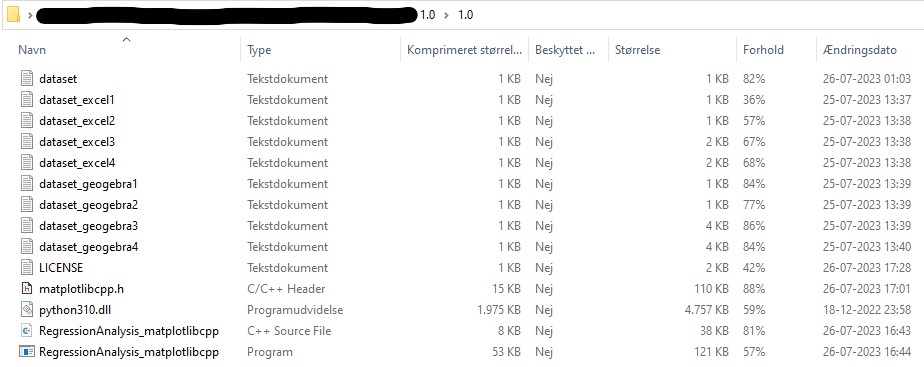 1.0 > 1.0
Navn Type Komprimeret størrel... Beskyttet ... Størrelse Forhold Ændringsdato
dataset Tekstdokument 1 KB Nej 1 KB 82% 26-07-2023 01:03
dataset_excel1 Tekstdokument 1 KB Nej 1 KB 36% 25-07-2023 13:37
dataset_excel2 Tekstdokument 1 KB Nej 1 KB 57% 25-07-2023 13:38
dataset_excel3 Tekstdokument 1 KB Nej 2 KB 67% 25-07-2023 13:38
dataset_excel4 Tekstdokument 1 KB Nej 2 KB 68% 25-07-2023 13:38
dataset_geogebra1 Tekstdokument 1 KB Nej 1 KB 84% 25-07-2023 13:39
dataset_geogebra2 Tekstdokument 1 KB Nej 1 KB 77% 25-07-2023 13:39
dataset_geogebra3 Tekstdokument 1 KB Nej 4 KB 86% 25-07-2023 13:39
dataset_geogebra4 Tekstdokument 1 KB Nej 4 KB 84% 25-07-2023 13:40
LICENSE Tekstdokument 1 KB Nej 2 KB 42% 26-07-2023 17:28
matplotlibcpp.h C/C++ Header 15 KB Nej 110 KB 88% 26-07-2023 17:01
python310.dll Programudvidelse 1.975 KB Nej 4.757 KB 59% 18-12-2022 23:58
RegressionAnalysis_matplotlibcpp C++ Source File 8 KB Nej 38 KB 81% 26-07-2023 16:43
RegressionAnalysis_matplotlibcpp Program 53 KB Nej 121 KB 57% 26-07-2023 16:44